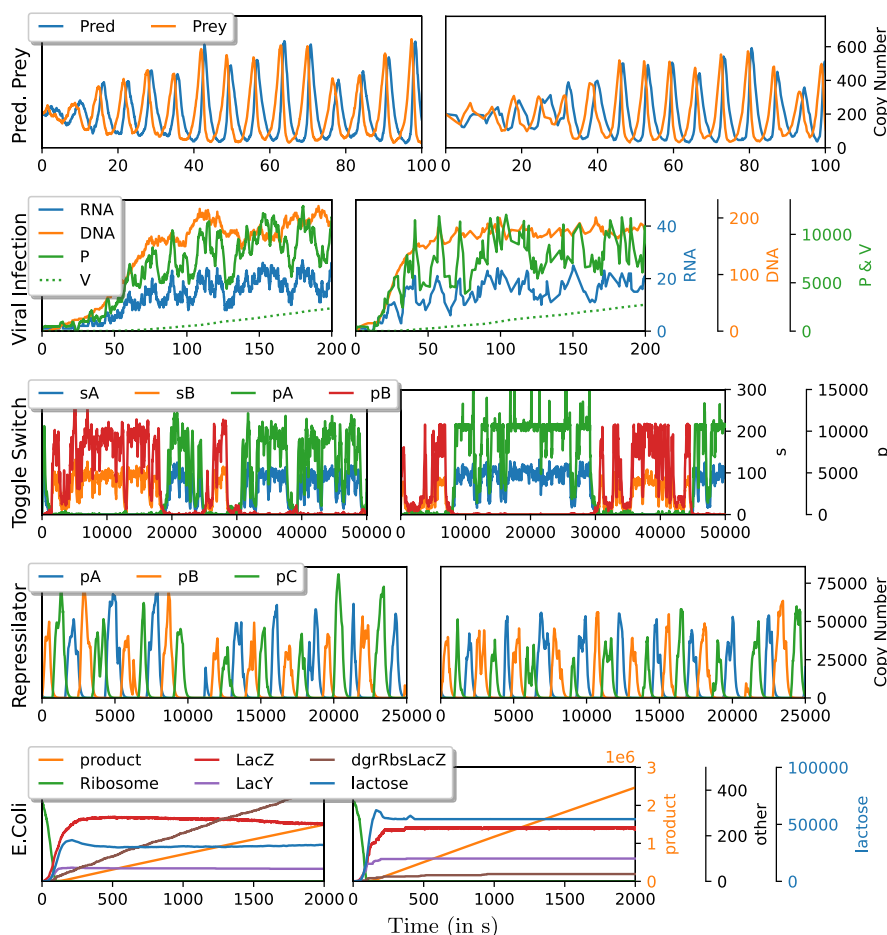 Pred Prey
Pred. Prey
Copy Number
600
400
200
0
0 20 40 60 80 100
0 20 40 60 80 100
RNA
DNA
P
V
Viral Infection
40
20
0
RNA
200
100
0
DNA
10000
5000
0
P & V
0 50 100 150 200
0 50 100 150 200
sA sB pA pB
Toggle Switch
300
200
100
0
s
15000
10000
5000
0
p
0 10000 20000 30000 40000 50000
0 10000 20000 30000 40000 50000
pA pB pC
Repressilator
75000
50000
25000
0
Copy Number
0 5000 10000 15000 20000 25000
0 5000 10000 15000 20000 25000
product LacZ dgrRbsLacZ
Ribosome LacY lactose
E.Coli
1e6
3
2
1
0
product
400
200
0
other
100000
50000
0
lactose
0 500 1000 1500 2000
0 500 1000 1500 2000
Time (in s)